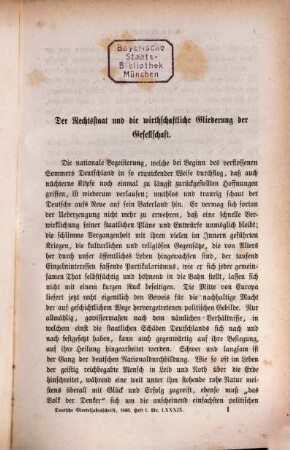 Bayerische
Staats-
Bibliothek
München
Der Rechtsstaat und die wirthschaftliche Gliederung der
Gesellschaft.
Die nationale Begeisterung, welche bei Beginn des verflossenen
Sommers Deutschland in so erquickender Weise durchflog, daß auch
nüchterne Köpfe noch einmal zu längst zurückgestellten Hoffnungen
griffen, ist wiederum verlaufen; muthlos und traurig schaut der
Deutsche aufs Neue auf sein Vaterland hin. Er vermag sich fortan
der Ueberzeugung nicht mehr zu erwehren, daß eine schnelle Ver-
wirklichung seiner staatlichen Pläne und Entwürfe unmöglich bleibt;
die schlimme Vergangenheit mit ihren vielen im Innern geführten
Kriegen, die kulturlichen und religiösen Gegensätze, die von Alters
her durch unser öffentliches Leben hingewachsen sind, der tausend
Einzelinteressen fassende Partikularismus, wie er sich jeder gemein-
samen That selbstsüchtig und höhnend in die Bahn stellt, lassen sich
nicht mit einem kurzen Ruck beseitigen. Die Mitte von Europa
liefert jetzt recht eigentlich den Beweis für die nachhaltige Macht der
auf geschichtlichem Wege hervorgetretenen politischen Gebilde. Nur
allmählig, gewissermaßen nach dem nämlichen Verhältnisse, in
welchem einst die staatlichen Schäden Deutschlands sich nach und
nach festgesetzt haben, kann auch gegenwärtig auf ihre Besiegung,
auf ihre Heilung hingearbeitet werden. Schwer und langsam ist
der Gang der deutschen Nationaldurchbildung. Wie so oft im Leben
der geistig reichbegabte Mensch in Leid und Noth über die Erde
hinschreitet, während eine weit unter ihm stehende rohe Natur mei-
stens überall mit Glück und Erfolg zugreift, ebenso muß „das
Volk der Denker“ sich um die anscheinend einfachsten politischen
Deutsche Vierteljahrsschrift. 1860. Heft I. Nr. LXXXIX. 1